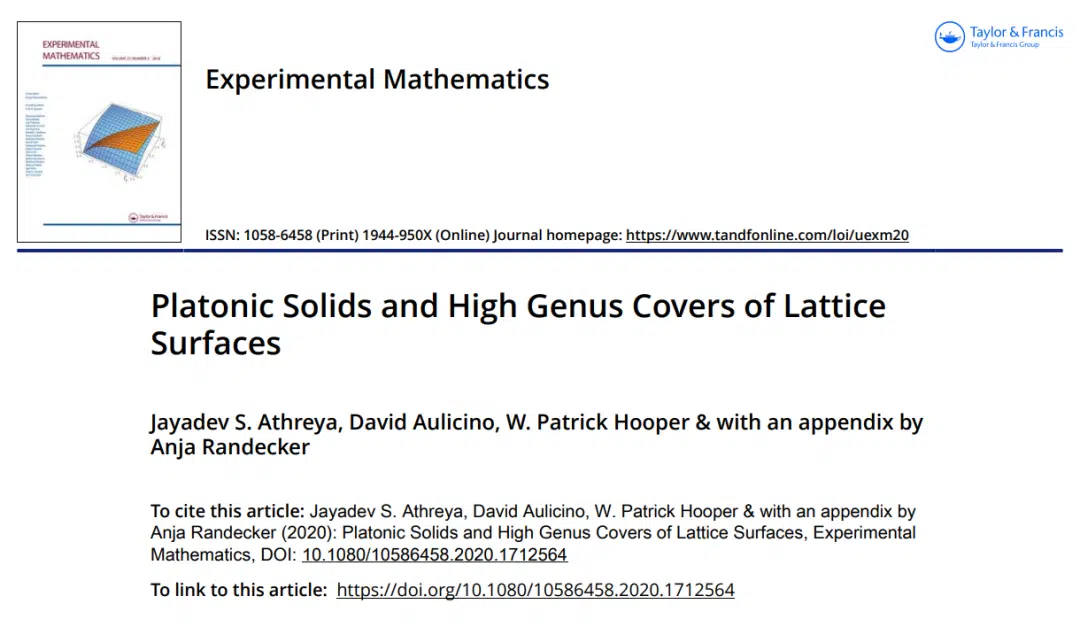 EXPERIMENTAL
MATHEMATICS
Taylor & Francis
Taylor & Francis Group
Experimental Mathematics
Taylor & Francis
ISSN: 1058-6458 (Print) 1944-950X (Online) Journal homepage: https://www.tandfonline.com/loi/uexm20
Platonic Solids and High Genus Covers of Lattice
Surfaces
Jayadev S. Athreya, David Aulicino, W. Patrick Hooper & with an appendix by
Anja Randecker
To cite this article: Jayadev S. Athreya, David Aulicino, W. Patrick Hooper & with an appendix by
Anja Randecker (2020): Platonic Solids and High Genus Covers of Lattice Surfaces, Experimental
Mathematics, DOI: 10.1080/10586458.2020.1712564
To link to this article: https://doi.org/10.1080/10586458.2020.1712564